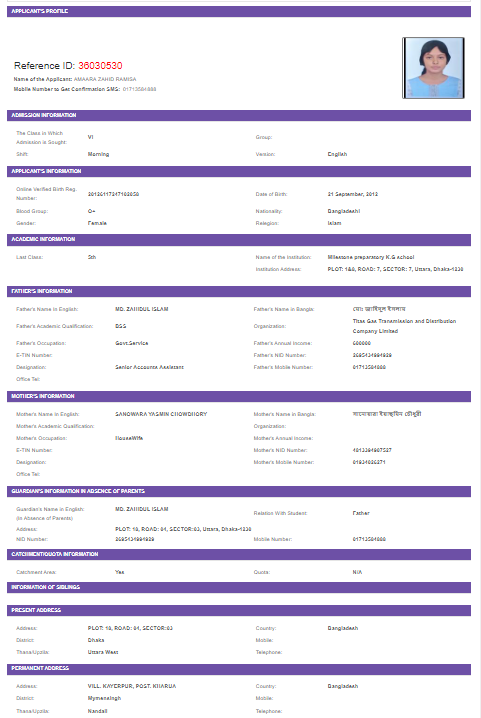 APPLICANT'S PROFILE
Reference ID: 36030530
Name of the Applicant: AMAARA ZAHID RAMISA
Mobile Number to Get Confirmation SMS: 01713584888
ADMISSION INFORMATION
The Class in Which Admission is Sought: VI Group:
Shift: Morning Version: English
APPLICANT'S INFORMATION
Online Verified Birth Reg. Number: Date of Birth: 21 September, 2012
Blood Group: O+ Nationality: Bangladeshi
Gender: Female Relegion: Islam
ACADEMIC INFORMATION
Last Class: 5th Name of the Institution: Milestone preparatory K.G school
Institution Address: PLOT: 1&8, ROAD: 7, SECTOR: 7, Uttara, Dhaka-1230
FATHER'S INFORMATION
Father's Name in English: MD. ZAHIDUL ISLAM Father's Name in Bangla: মোঃ জাহিদুল ইসলাম
Father's Academic Qualification: BSS Organization: Titas Gas Transmission and Distribution Company Limited
Father's Occupation: Govt.Service Father's Annual Income: 600000
E-TIN Number: Father's NID Number:
Designation: Senior Accounts Assistant Father's Mobile Number: 01713584888
Office Tel:
MOTHER'S INFORMATION
Mother's Name in English: SANOWARA YASMIN CHOWDHORY Mother's Name in Bangla:
Mother's Academic Qualification: Organization:
Mother's Occupation: HouseWife Mother's Annual Income:
E-TIN Number: Mother's NID Number:
Designation: Mother's Mobile Number:
Office Tel:
GUARDIAN'S INFORMATION IN ABSENCE OF PARENTS
Guardian's Name in English: (in Absence of Parents) MD. ZAHIDUL ISLAM Relation With Student: Father
Address: PLOT: 10, ROAD: 04, SECTOR:03, Uttara, Dhaka-1230
NID Number: Mobile Number: 01713584888
CATCHMENT/QUOTA INFORMATION
Catchment Area: Yes Quota: N/A
INFORMATION OF SIBLINGS
PRESENT ADDRESS
Address: PLOT: 10, ROAD: 04, SECTOR:03 Country: Bangladesh
District: Dhaka Mobile:
Thana/Upzila: Uttara West Telephone:
PERMANENT ADDRESS
Address: VILL. KAYERPUR, POST. KHARUA Country: Bangladesh
District: Mymensingh Mobile:
Thana/Upzila: Nandail Telephone: